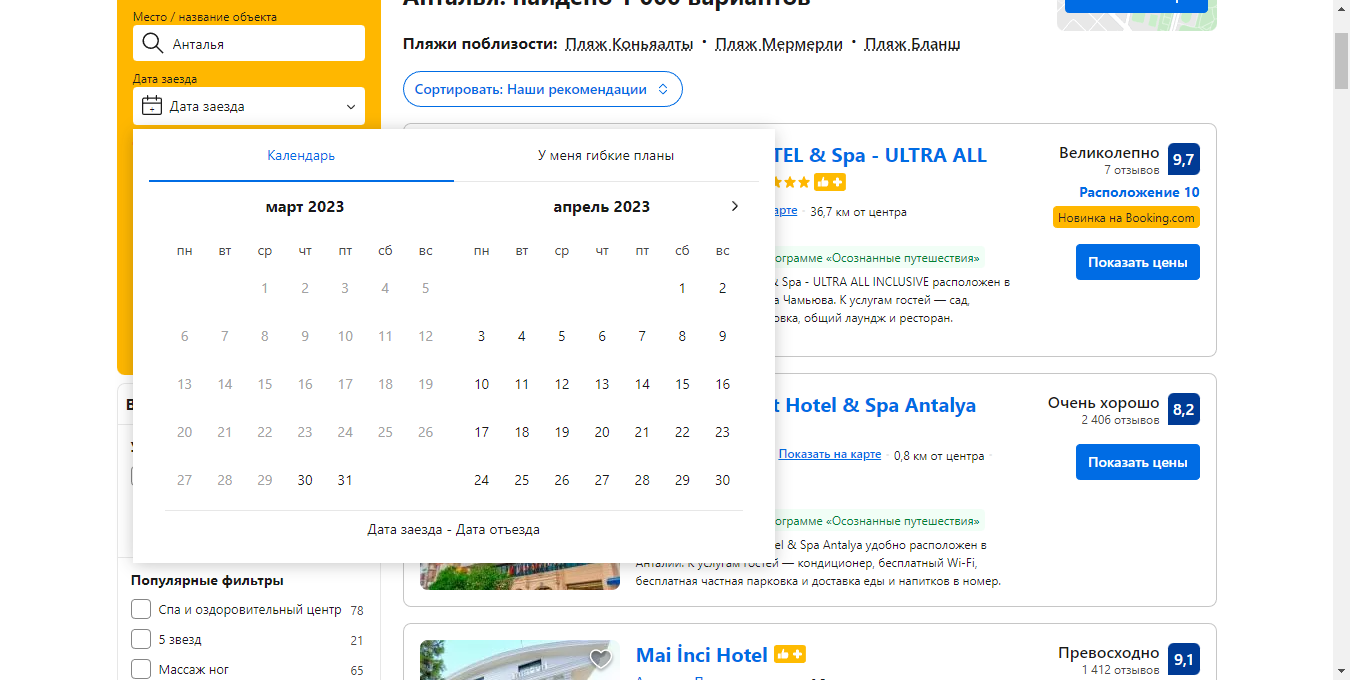 Анталья: найдено 1 000 вариантов
Место / название объекта
Анталья
Дата заезда
Дата заезда
Пляжи поблизости: Пляж Коньяалты · Пляж Мермерли · Пляж Бланш
Сортировать: Наши рекомендации
Календарь
У меня гибкие планы
март 2023
пн вт ср чт пт сб вс
1 2 3 4 5
6 7 8 9 10 11 12
13 14 15 16 17 18 19
20 21 22 23 24 25 26
27 28 29 30 31
апрель 2023
пн вт ср чт пт сб вс
1 2
3 4 5 6 7 8 9
10 11 12 13 14 15 16
17 18 19 20 21 22 23
24 25 26 27 28 29 30
Дата заезда - Дата отъезда
TEL & Spa - ULTRA ALL
арте · 36,7 км от центра
ограмме «Осознанные путешествия»
& Spa - ULTRA ALL INCLUSIVE расположен в
а Чамьюва. К услугам гостей — сад,
овка, общий лаундж и ресторан.
Великолепно 9,7
7 отзывов
Расположение 10
Новинка на Booking.com
Показать цены
t Hotel & Spa Antalya
Показать на карте · 0,8 км от центра
ограмме «Осознанные путешествия»
el & Spa Antalya удобно расположен в
Анталии. К услугам гостей — кондиционер, бесплатный Wi-Fi,
бесплатная частная парковка и доставка еды и напитков в номер.
Очень хорошо 8,2
2 406 отзывов
Показать цены
Популярные фильтры
Спа и оздоровительный центр 78
5 звезд 21
Массаж ног 65
Mai İnci Hotel
Превосходно 9,1
1 412 отзывов